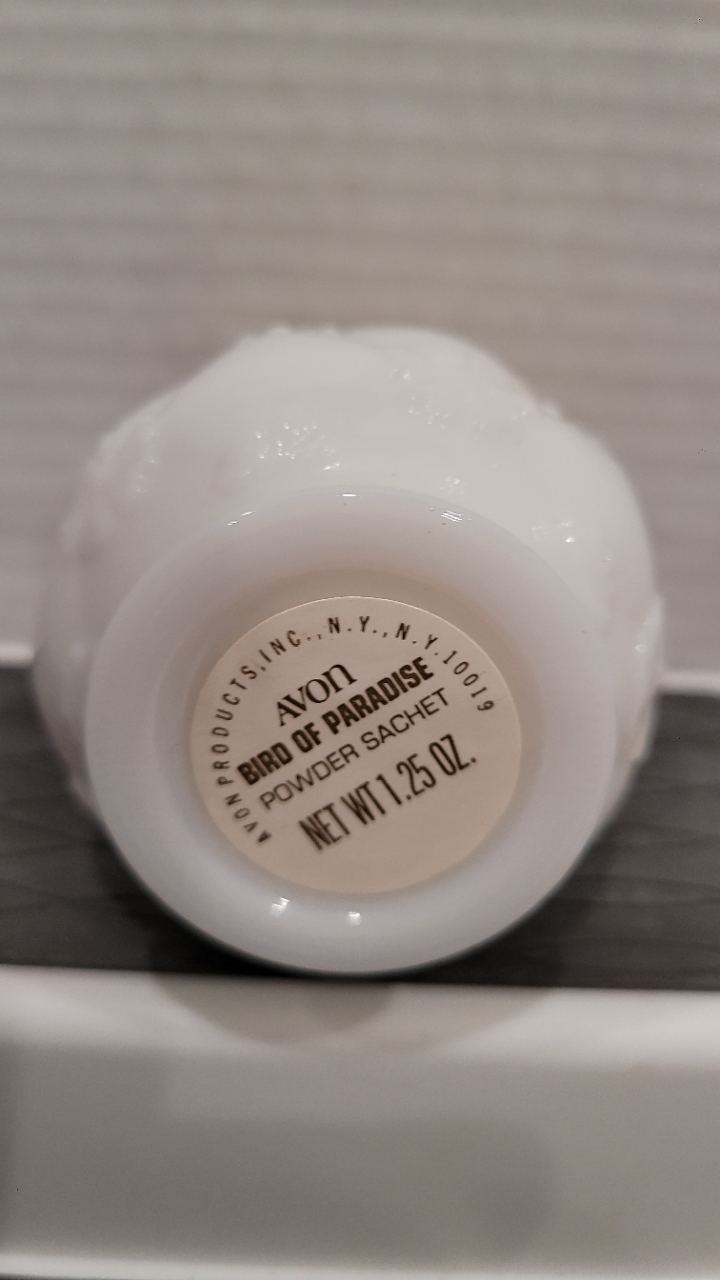 AVON PRODUCTS, INC., N.Y., N.Y. 10019
AVON
BIRD OF PARADISE
POWDER SACHET
NET WT 1.25 OZ.